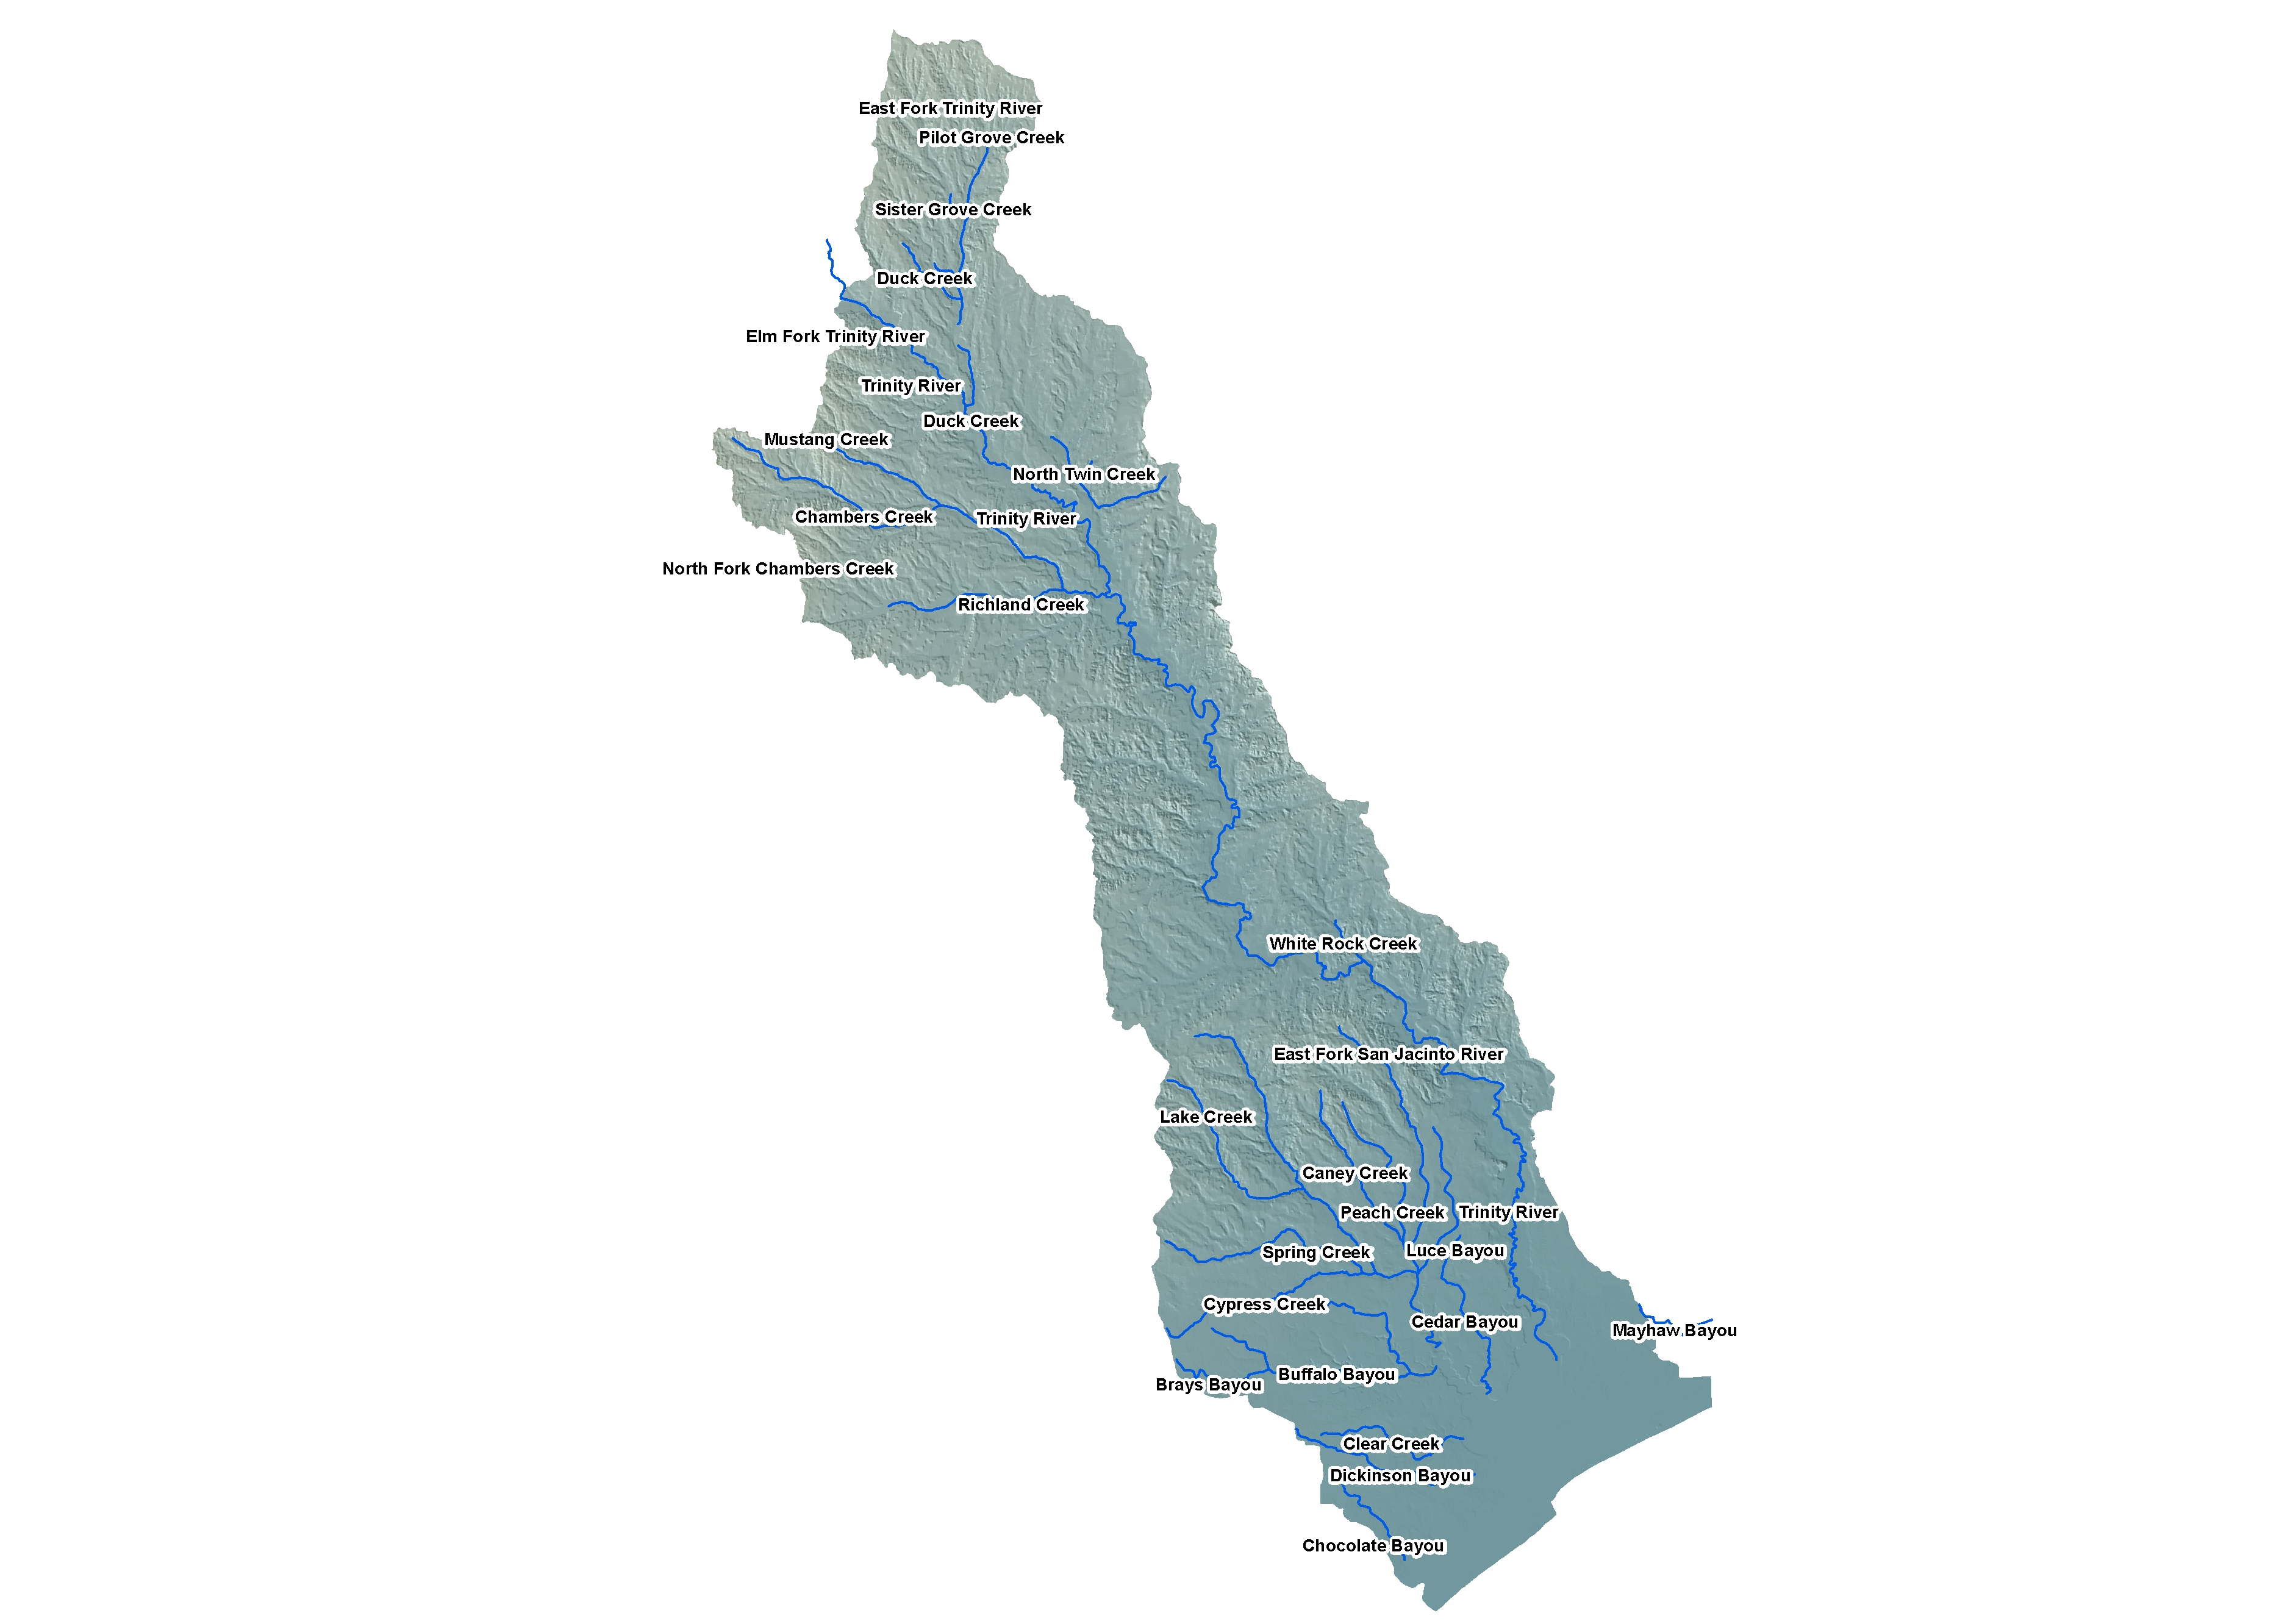 East Fork Trinity River
Pilot Grove Creek
Sister Grove Creek
Duck Creek
Elm Fork Trinity River
Trinity River
Duck Creek
Mustang Creek
North Twin Creek
Chambers Creek
Trinity River
North Fork Chambers Creek
Richland Creek
White Rock Creek
East Fork San Jacinto River
Lake Creek
Caney Creek
Peach Creek
Trinity River
Luce Bayou
Spring Creek
Cypress Creek
Cedar Bayou
Mayhaw Bayou
Buffalo Bayou
Brays Bayou
Clear Creek
Dickinson Bayou
Chocolate Bayou